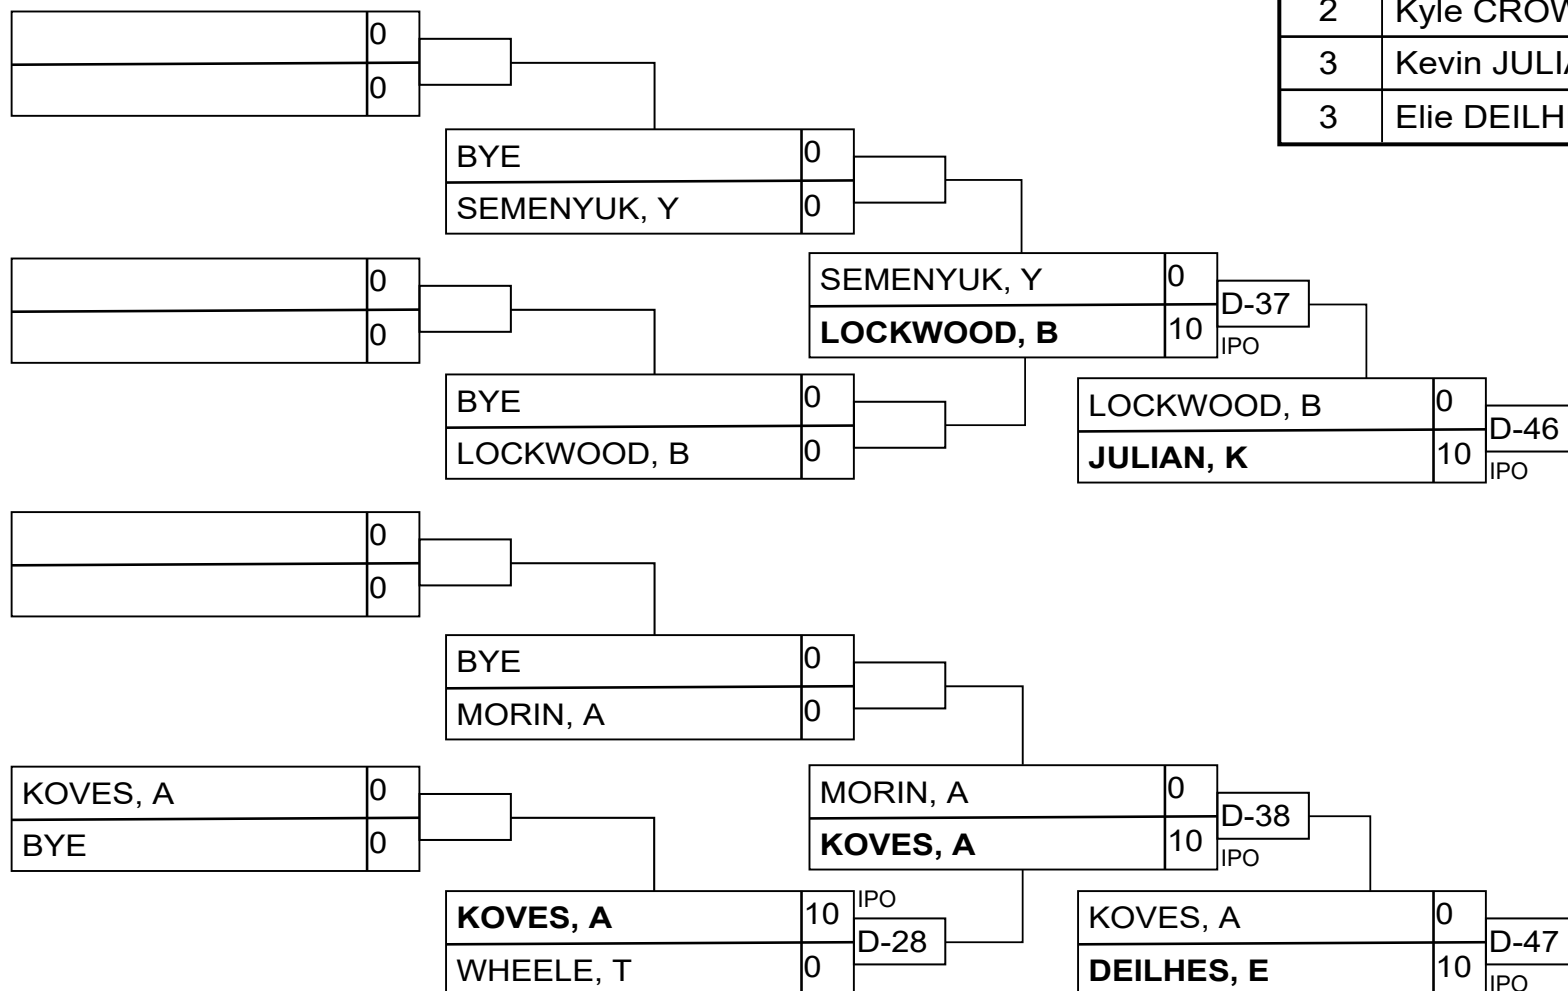 0
0
2 Kyle
3 Kevin
3 Elie
BYE 0
SEMENYUK, Y 0
0
0
SEMENYUK, Y 0
LOCKWOOD, B 10
D-37
IPO
BYE 0
LOCKWOOD, B 0
LOCKWOOD, B 0
JULIAN, K 10
D-46
IPO
0
0
BYE 0
MORIN, A 0
KOVES, A 0
BYE 0
MORIN, A 0
KOVES, A 10
D-38
IPO
KOVES, A 10
WHEELE, T 0
IPO
D-28
KOVES, A 0
DEILHES, E 10
D-47
IPO